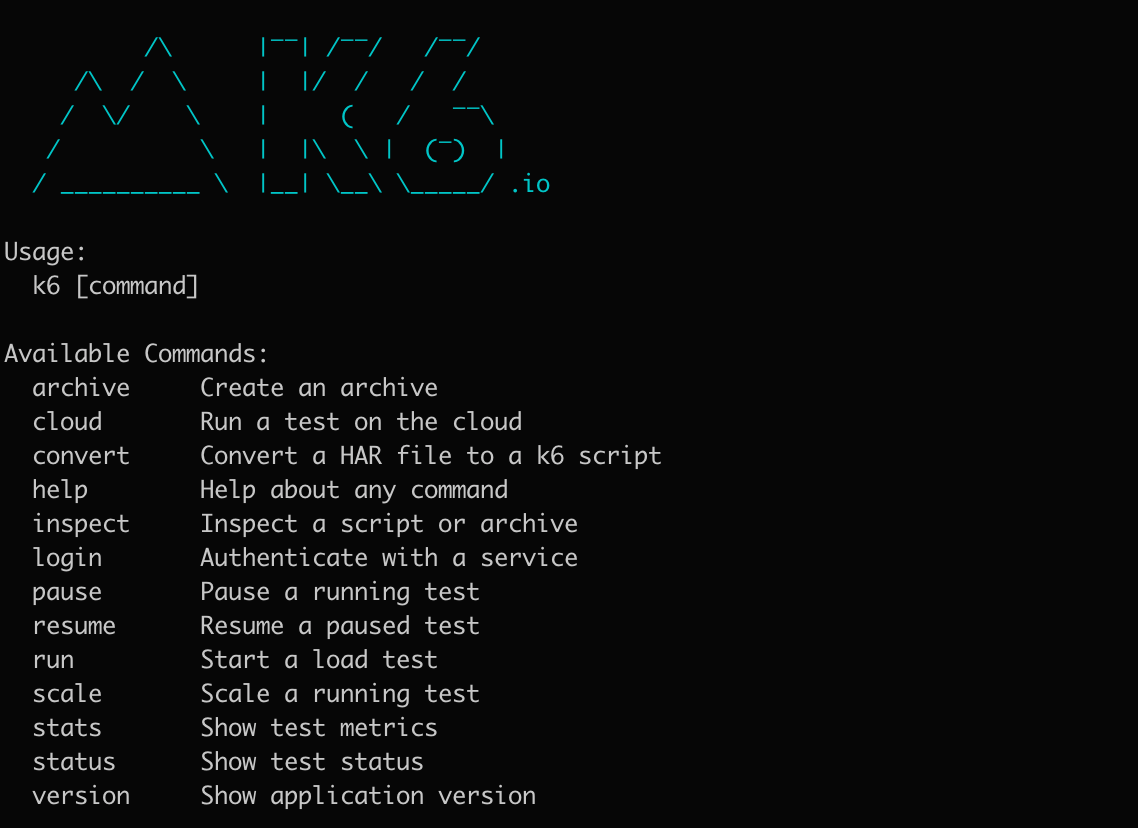 /\      |‾‾| /‾‾/   /‾‾/
     /\  /  \     |  |/  /   /  /
    /  \/    \    |     (   /   ‾‾\
   /          \   |  |\  \ |  (‾)  |
  / __________ \  |__| \__\ \_____/ .io
Usage:
  k6 [command]
Available Commands:
  archive     Create an archive
  cloud       Run a test on the cloud
  convert     Convert a HAR file to a k6 script
  help        Help about any command
  inspect     Inspect a script or archive
  login       Authenticate with a service
  pause       Pause a running test
  resume      Resume a paused test
  run         Start a load test
  scale       Scale a running test
  stats       Show test metrics
  status      Show test status
  version     Show application version